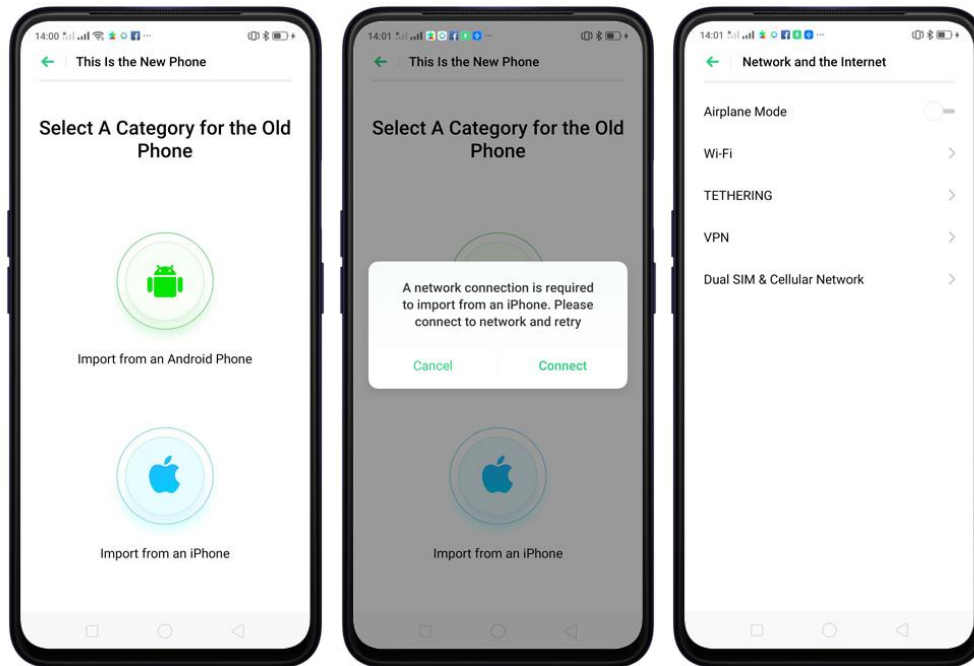 14:00
This Is the New Phone
Select A Category for the Old
Phone
Import from an Android Phone
Import from an iPhone
14:01
This Is the New Phone
Select A Category for the Old
Phone
A network connection is required
to import from an iPhone. Please
connect to network and retry
Cancel
Connect
Import from an iPhone
14:01
Network and the Internet
Airplane Mode
Wi-Fi
TETHERING
VPN
Dual SIM & Cellular Network